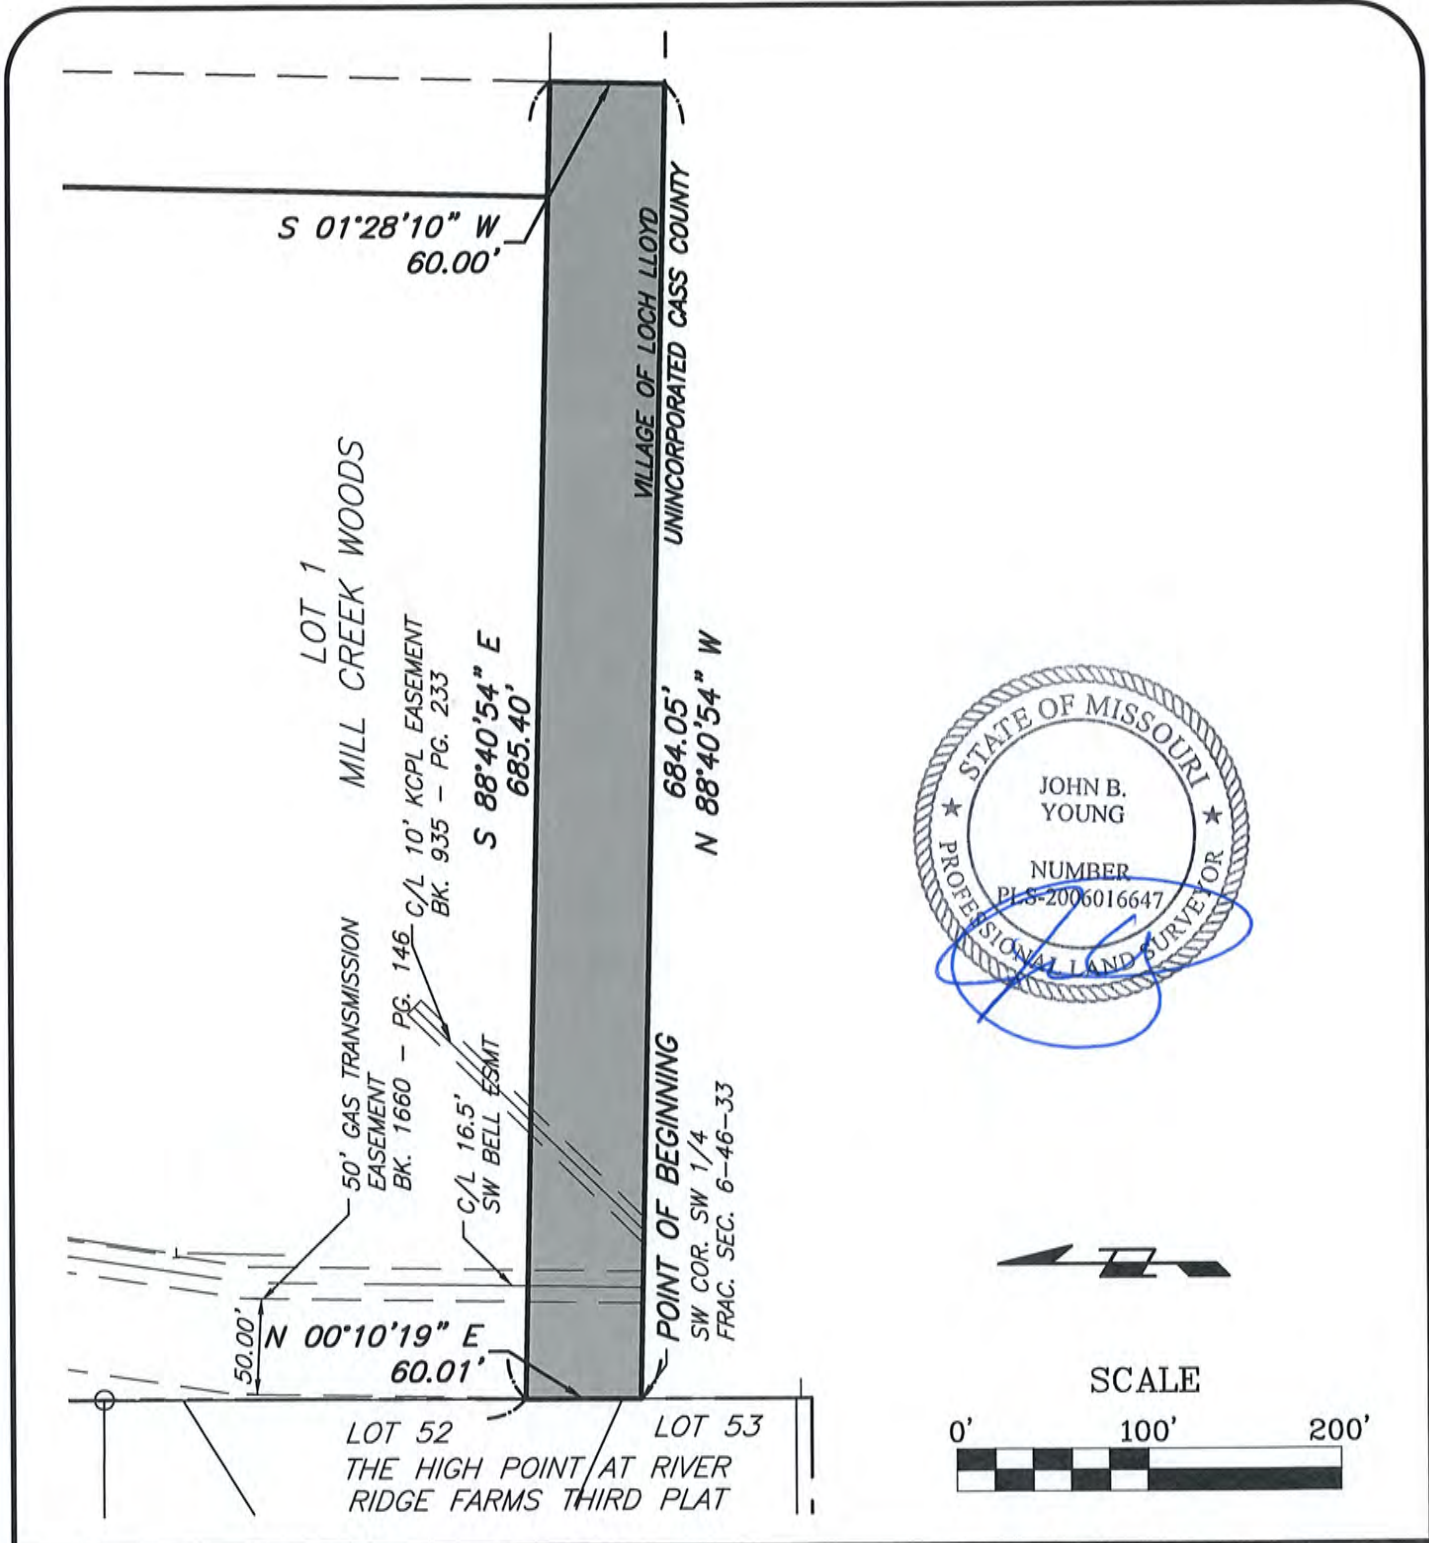 S 01°28'10" W
60.00'
VILLAGE OF LOCH LLOYD
UNINCORPORATED CASS COUNTY
LOT 1
MILL CREEK WOODS
C/L 10' KCPL EASEMENT
BK. 935 - PG. 233
S 88°40'54" E
685.40'
684.05'
N 88°40'54" W
50' GAS TRANSMISSION
EASEMENT
BK. 1660 - PG. 146
C/L 16.5'
SW BELL ESMT
POINT OF BEGINNING
SW COR. SW 1/4
FRAC. SEC. 6-46-33
50.00'
N 00°10'19" E
60.01'
LOT 52
LOT 53
THE HIGH POINT AT RIVER
RIDGE FARMS THIRD PLAT
STATE OF MISSOURI
JOHN B.
YOUNG
NUMBER
PLS-2006016647
PROFESSIONAL LAND SURVEYOR
SCALE
0' 100' 200'